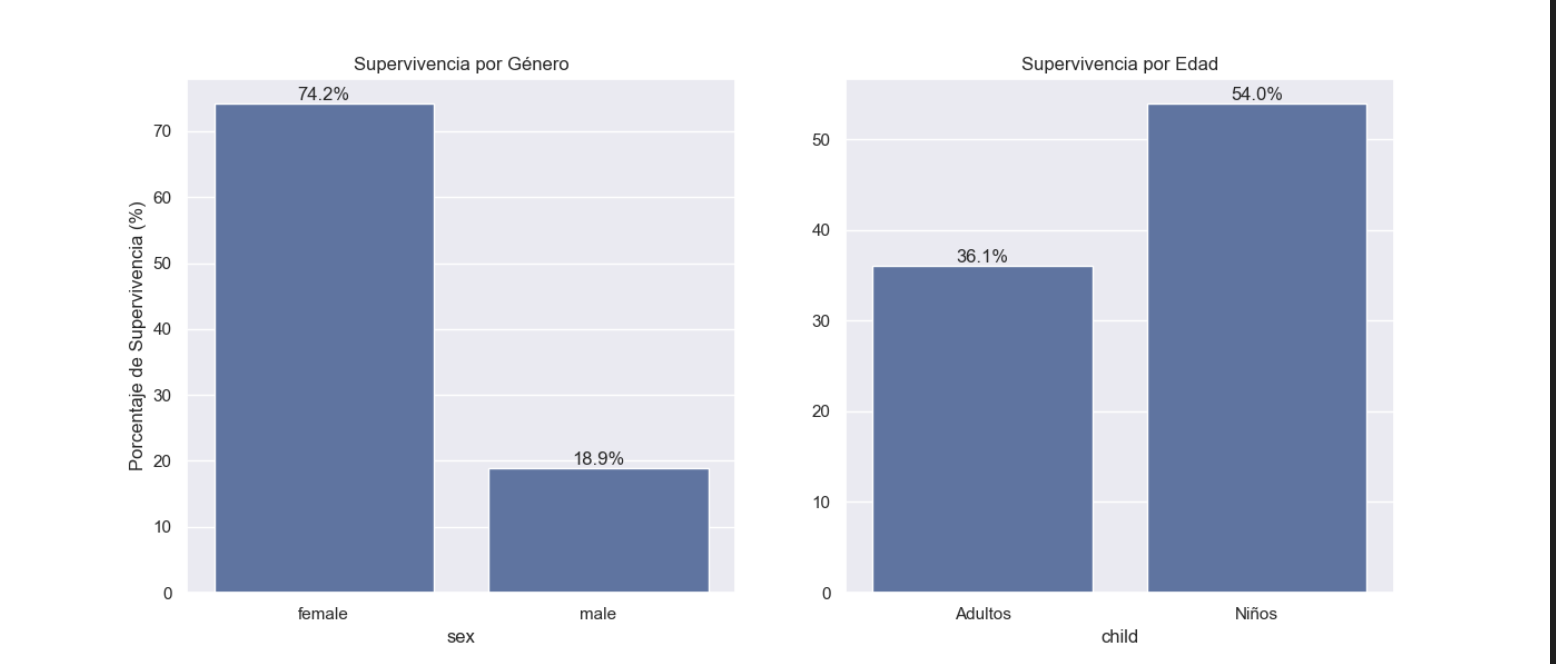 Supervivencia por Género
74.2%
18.9%
70
60
50
40
30
20
10
0
Porcentaje de Supervivencia (%)
female
male
sex
Supervivencia por Edad
54.0%
36.1%
50
40
30
20
10
0
Adultos
Niños
child